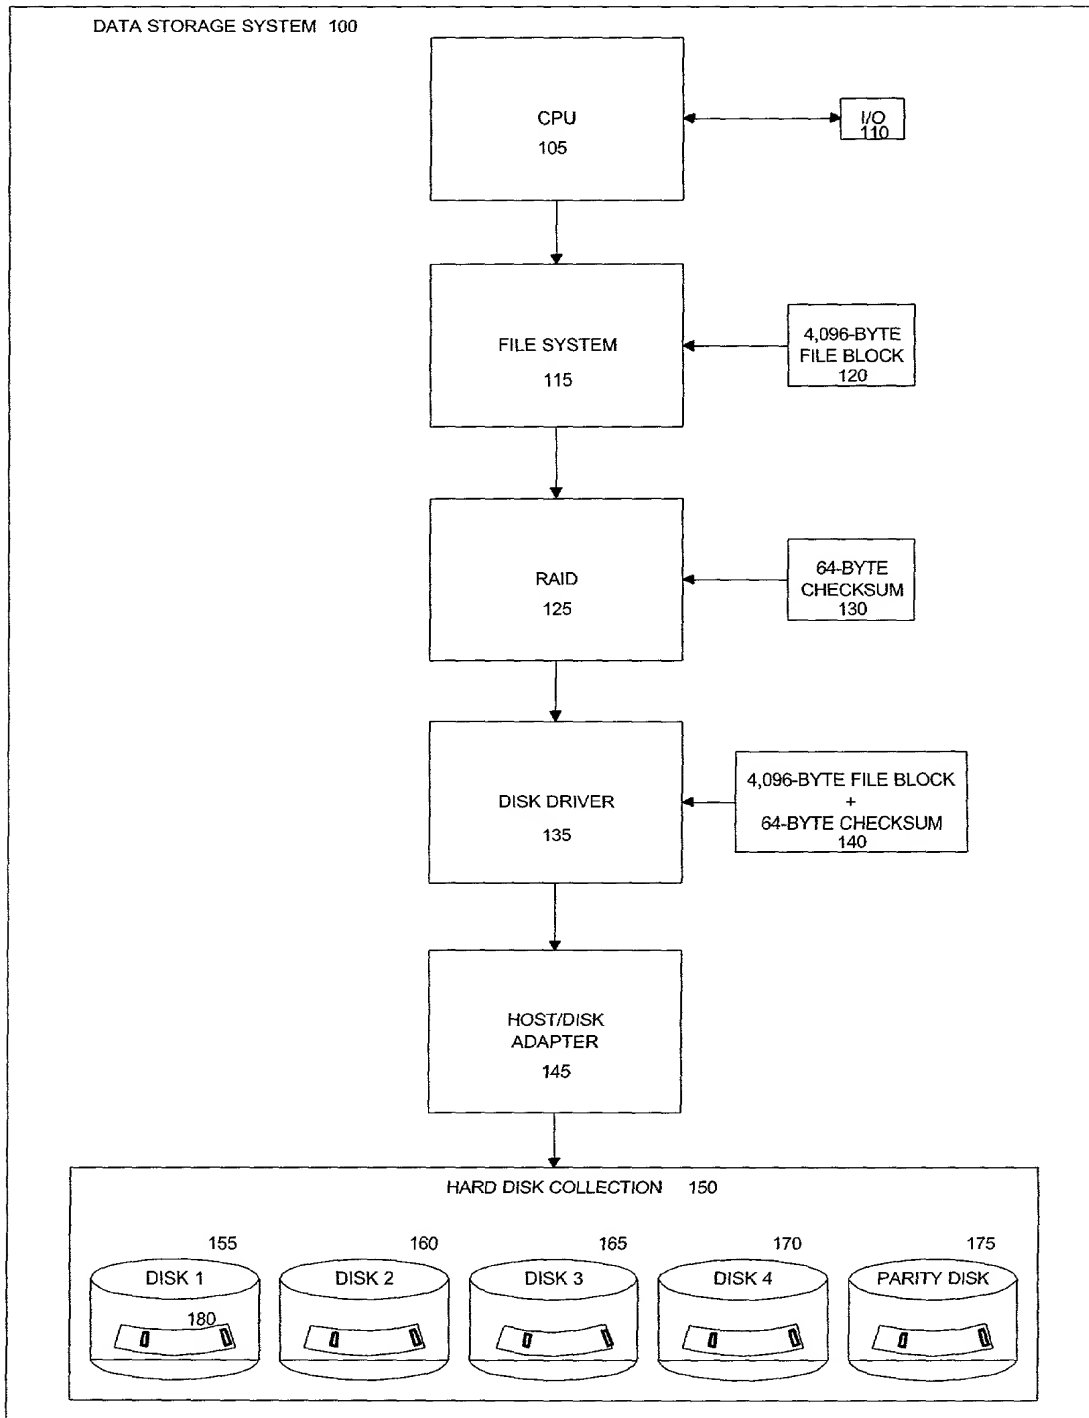 DATA STORAGE SYSTEM 100
CPU
105
I/O
110
FILE SYSTEM
115
4,096-BYTE
FILE BLOCK
120
RAID
125
64-BYTE
CHECKSUM
130
DISK DRIVER
135
4,096-BYTE FILE BLOCK
+
64-BYTE CHECKSUM
140
HOST/DISK
ADAPTER
145
HARD DISK COLLECTION 150
155 160 165 170 175
DISK 1 DISK 2 DISK 3 DISK 4 PARITY DISK
180